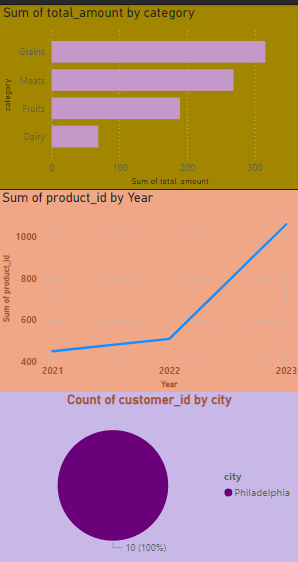 Sum of total_amount by category
category
Grains
Meats
Fruits
Dairy
0 100 200 300
Sum of total_amount
Sum of product_id by Year
Sum of product_id
1000
800
600
400
2021 2022 2023
Year
Count of customer_id by city
city
Philadelphia
10 (100%)